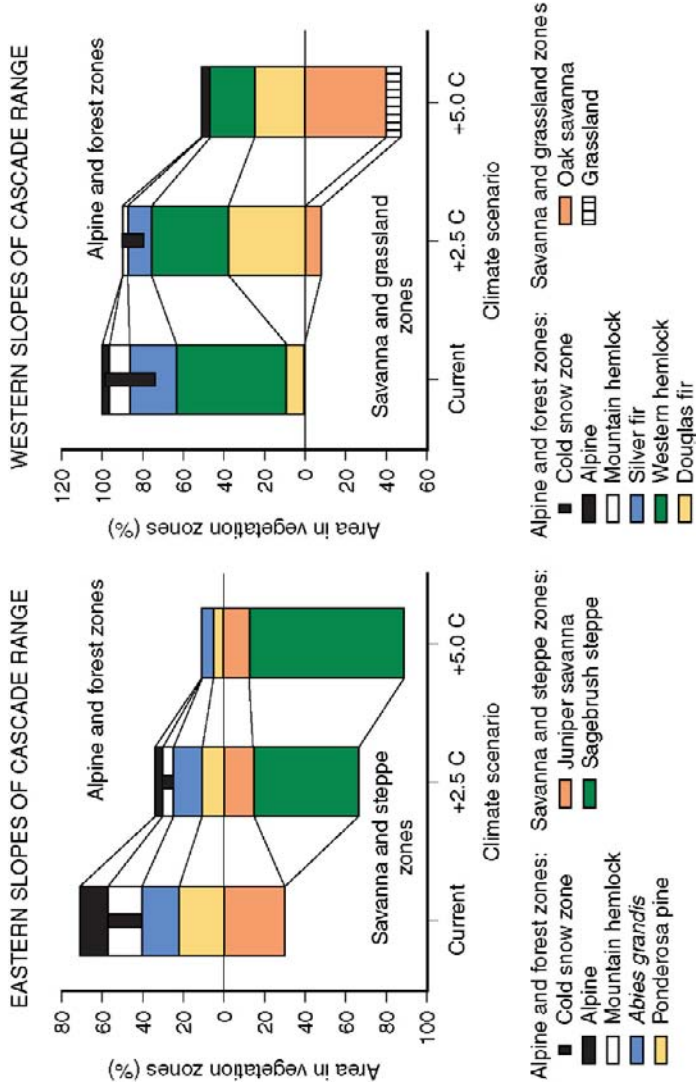 EASTERN SLOPES OF CASCADE RANGE
Area in vegetation zones (%)
80
60
40
20
0
20
40
60
80
100
Alpine and forest zones
Savanna and steppe
zones
Current
+2.5 C
+5.0 C
Climate scenario
Alpine and forest zones:
Cold snow zone
Alpine
Mountain hemlock
Abies grandis
Ponderosa pine
Savanna and steppe zones:
Juniper savanna
Sagebrush steppe
WESTERN SLOPES OF CASCADE RANGE
Area in vegetation zones (%)
120
100
80
60
40
20
0
20
40
60
Alpine and forest zones
Savanna and grassland
zones
Current
+2.5 C
+5.0 C
Climate scenario
Alpine and forest zones:
Cold snow zone
Alpine
Mountain hemlock
Silver fir
Western hemlock
Douglas fir
Savanna and grassland zones
Oak savanna
Grassland